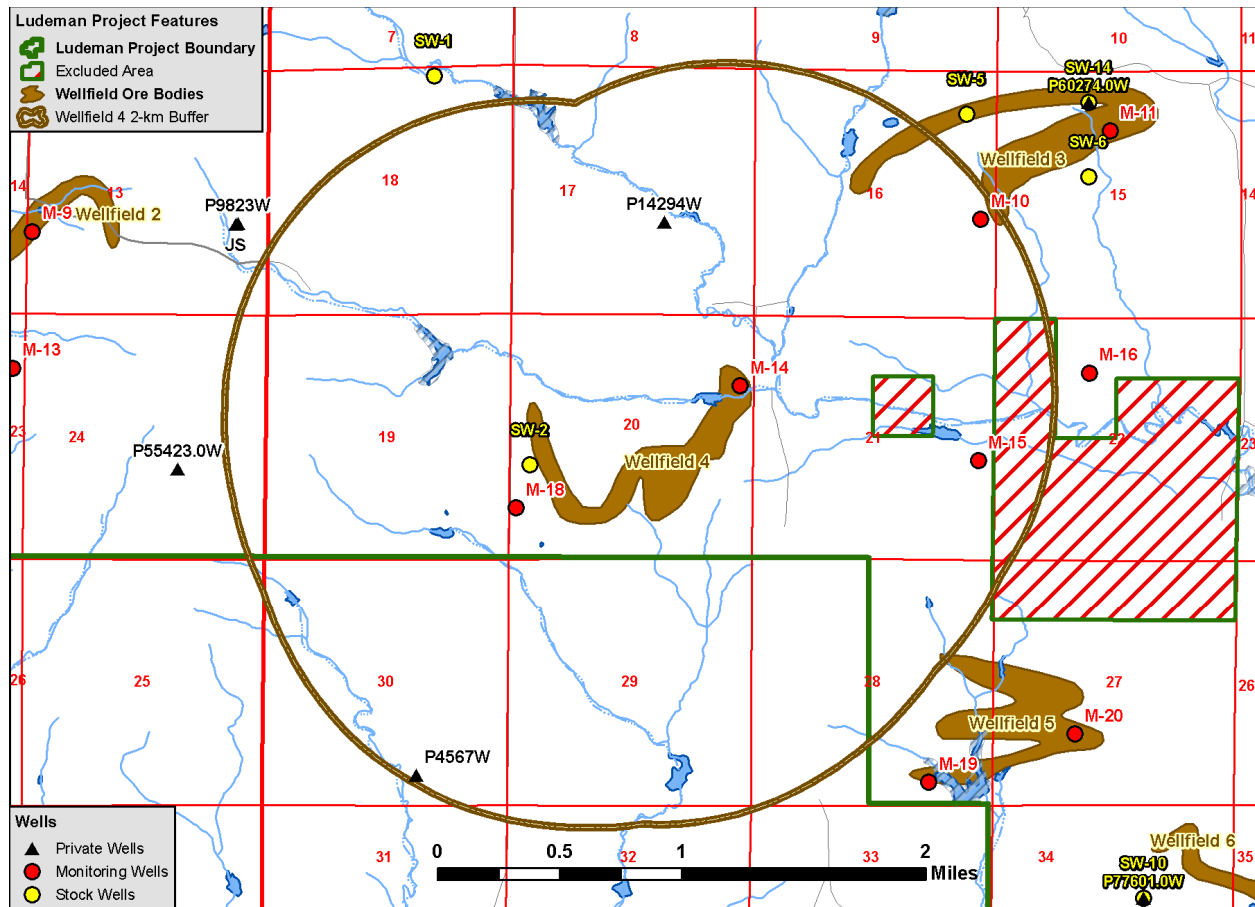 Ludeman Project Features
Ludeman Project Boundary
Excluded Area
Wellfield Ore Bodies
Wellfield 4 2-km Buffer
7
SW-1
8
9
10
11
SW-5
SW-14
P60274.0W
M-11
SW-6
Wellfield 3
14
13
M-9
Wellfield 2
P9823W
JS
18
17
P14294W
16
M-10
15
14
M-13
M-14
M-16
23
24
P55423.0W
19
SW-2
20
Wellfield 4
M-18
21
M-15
22
23
26
25
30
29
28
27
26
Wellfield 5
M-20
M-19
P4567W
Wells
Private Wells
Monitoring Wells
Stock Wells
31
32
33
34
35
0
0.5
1
2
Miles
Wellfield 6
SW-10
P77601.0W